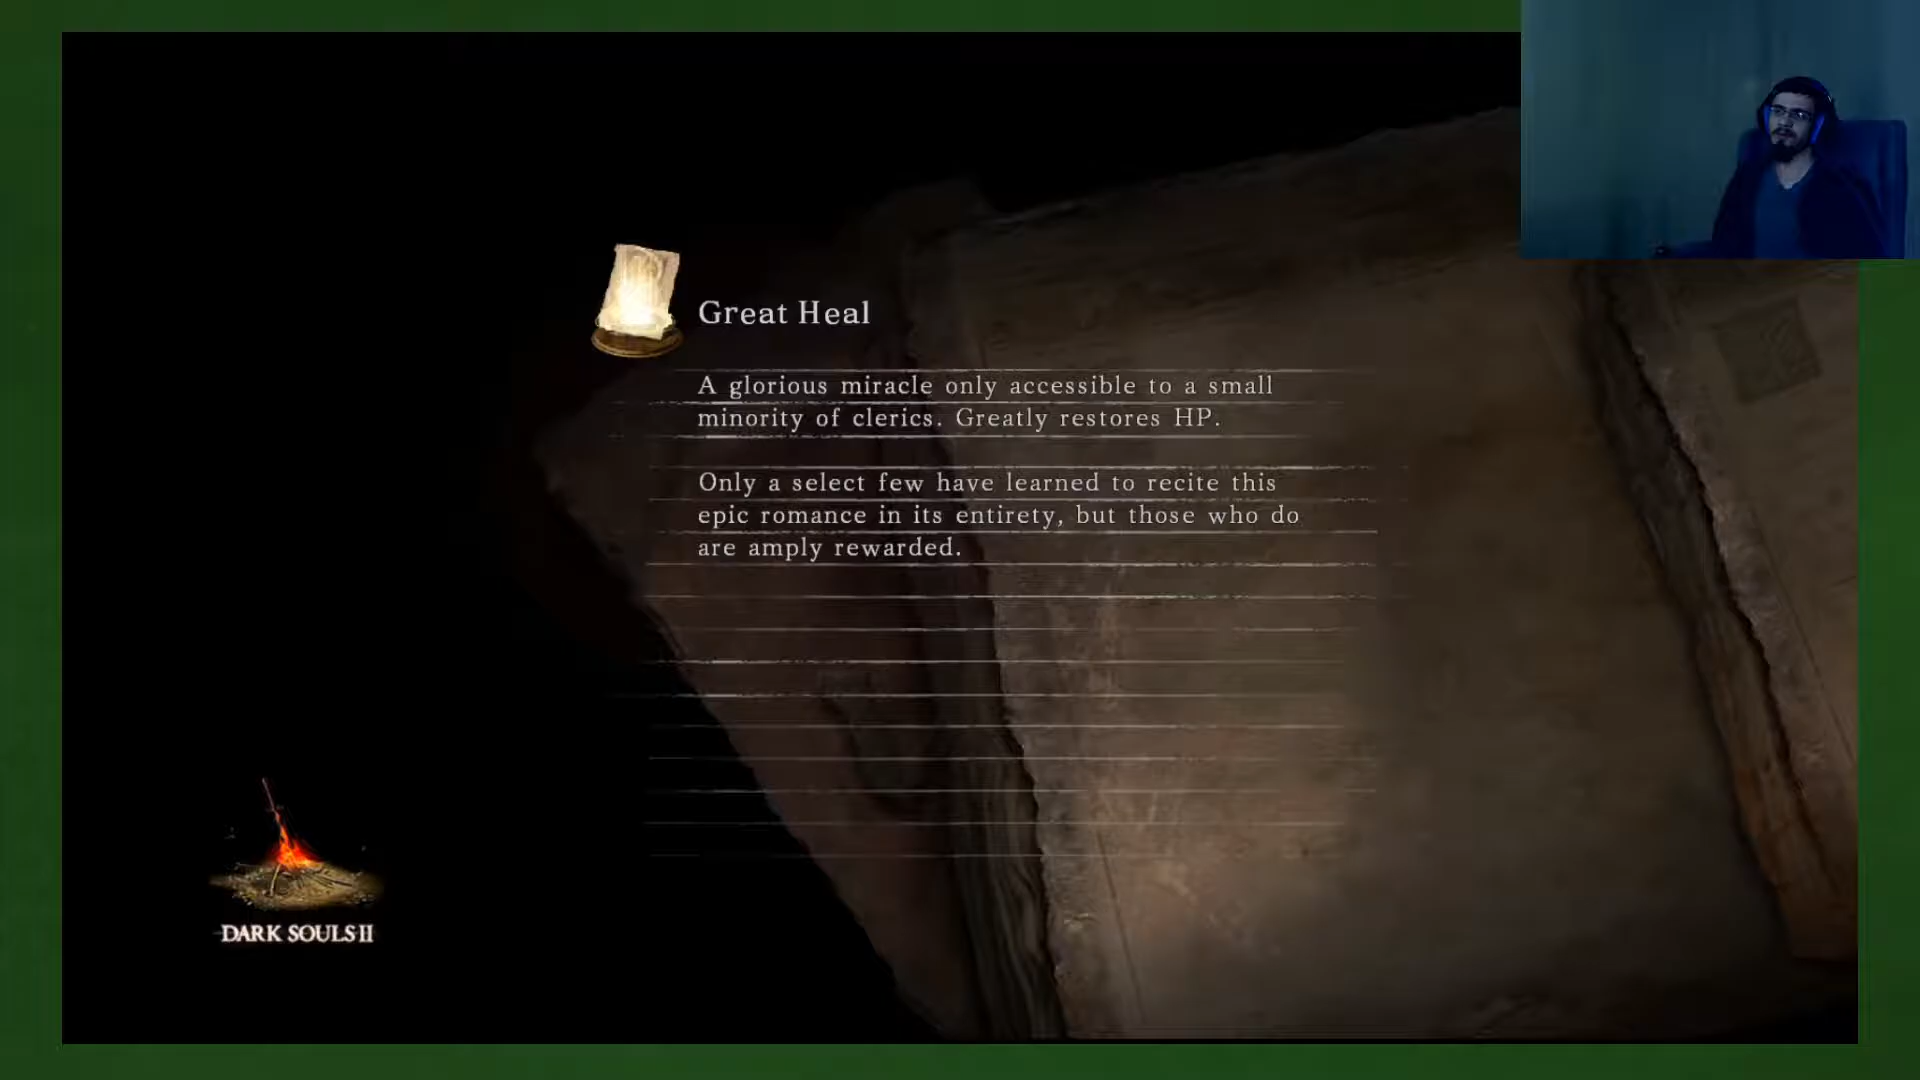 Great Heal
A glorious miracle only accessible to a small
minority of clerics. Greatly restores HP.
Only a select few have learned to recite this
epic romance in its entirety, but those who do
are amply rewarded.
DARK SOULS II